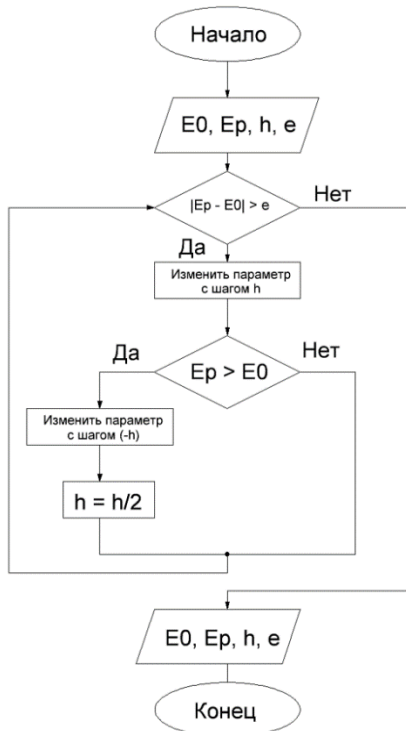 Начало
E0, Ep, h, e
|Ep - E0| > e
Нет
Да
Изменить параметр
с шагом h
Да
Нет
Ep > E0
Изменить параметр
с шагом (-h)
h = h/2
E0, Ep, h, e
Конец